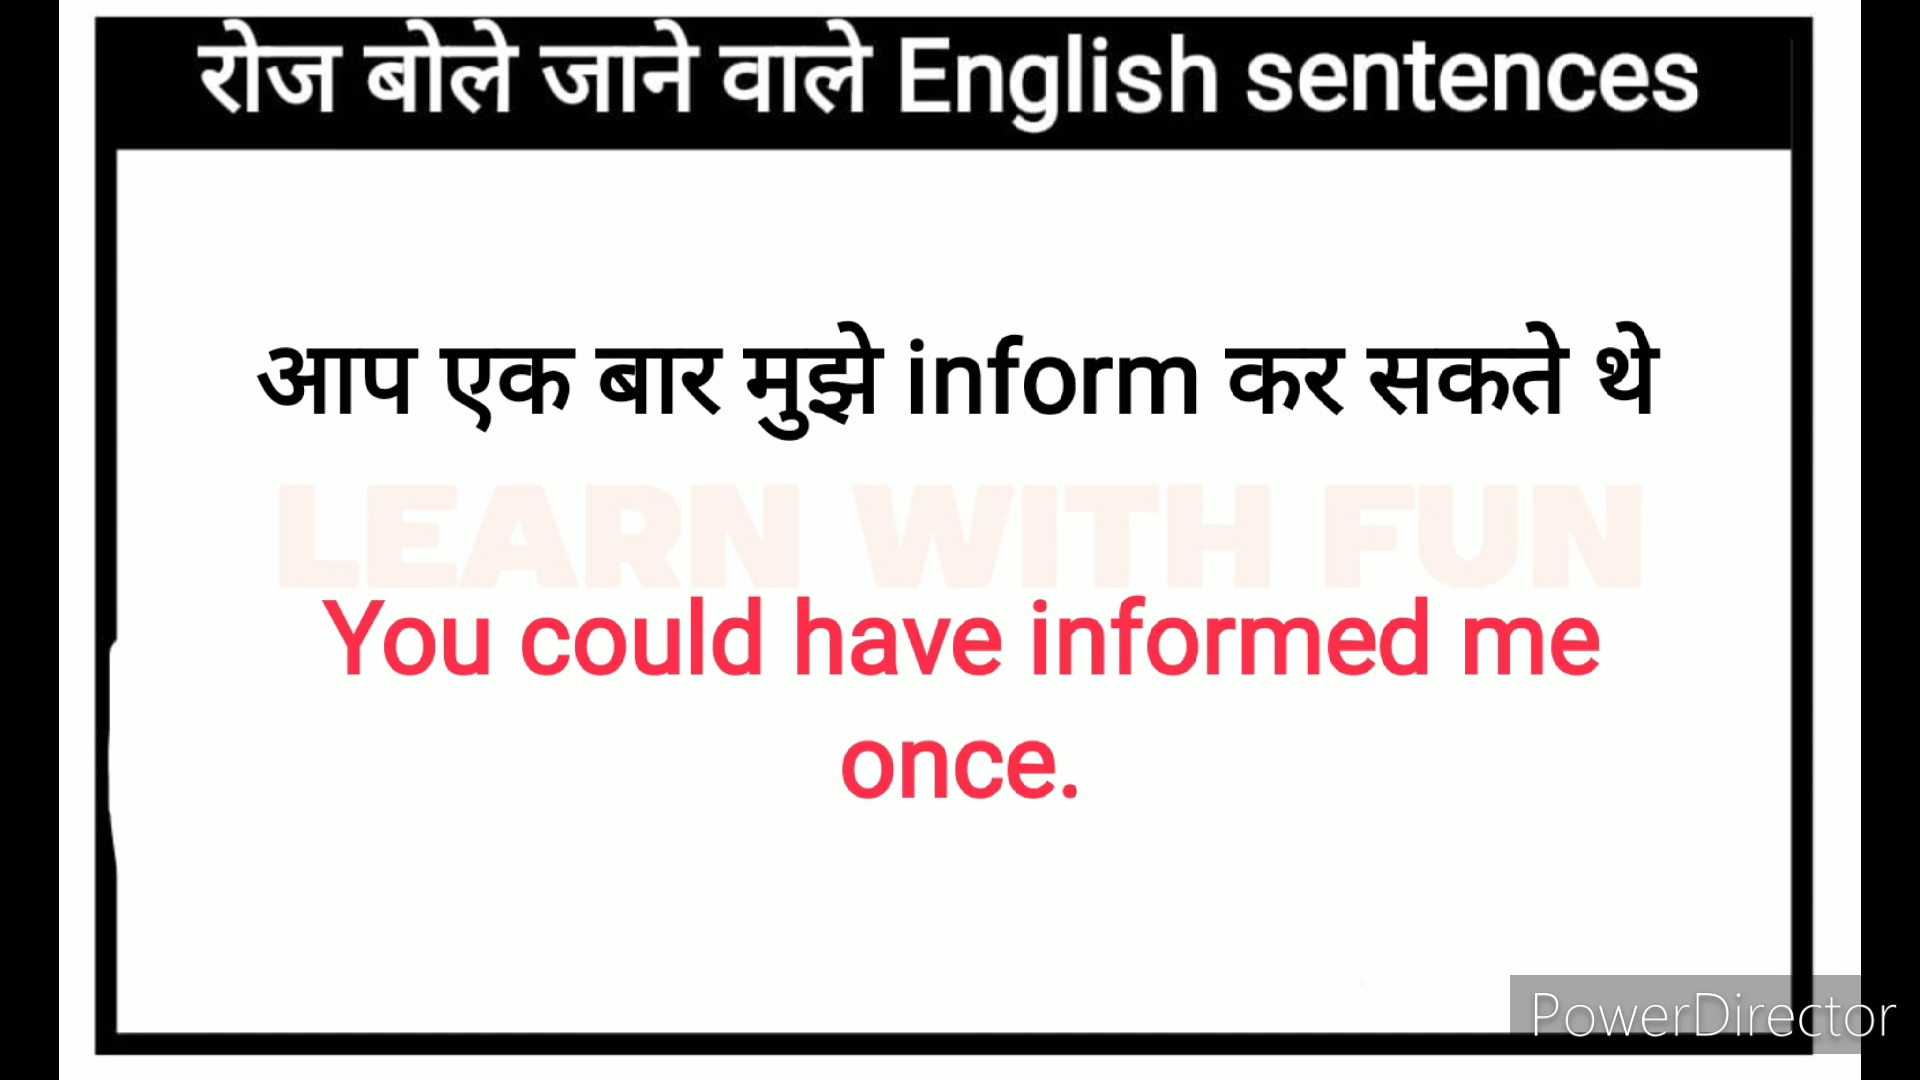 रोज बोले जाने वाले English sentences
आप एक बार मुझे inform कर सकते थे
LEARN WITH FUN
You could have informed me
once.
PowerDirector